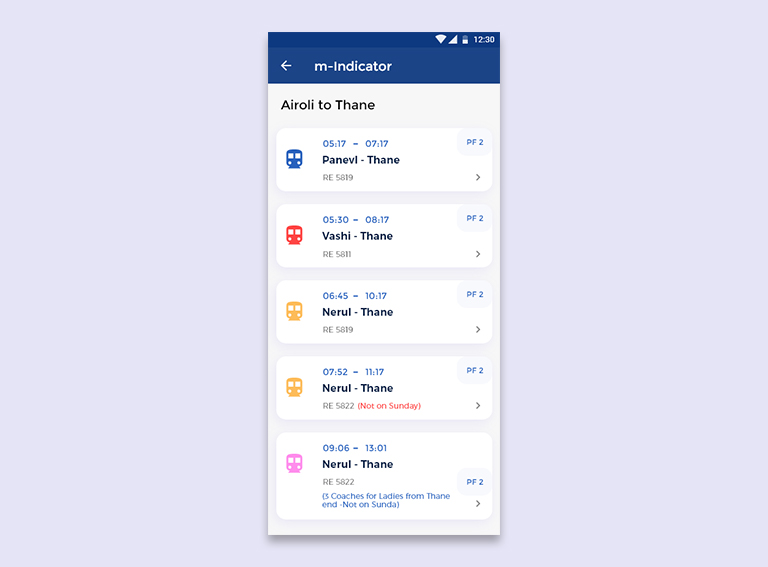 12:30
m-Indicator
Airoli to Thane
05:17 – 07:17 PF 2
Panevl - Thane
RE 5819
05:30 – 08:17 PF 2
Vashi - Thane
RE 5811
06:45 – 10:17 PF 2
Nerul - Thane
RE 5819
07:52 – 11:17 PF 2
Nerul - Thane
RE 5822 (Not on Sunday)
09:06 – 13:01
Nerul - Thane
RE 5822 PF 2
(3 Coaches for Ladies from Thane
end -Not on Sunda)